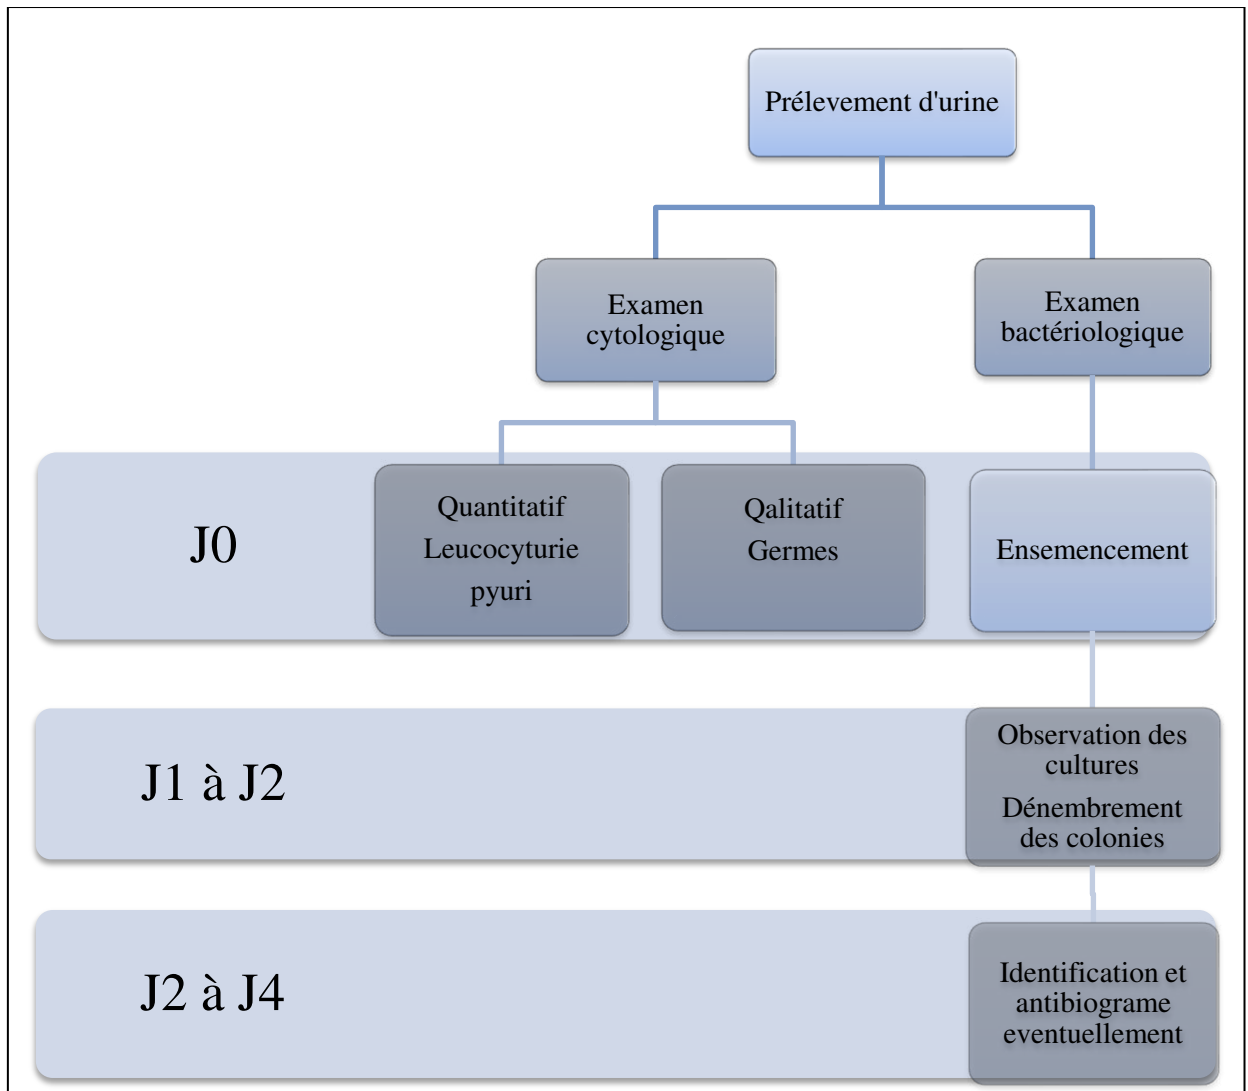 Prélevement d'urine
Examen
cytologique
Examen
bactériologique
J0
Quantitatif
Leucocyturie
pyuri
Qalitatif
Germes
Ensemencement
J1 à J2
Observation des
cultures
Dénembrement
des colonies
J2 à J4
Identification et
antibiograme
eventuellement